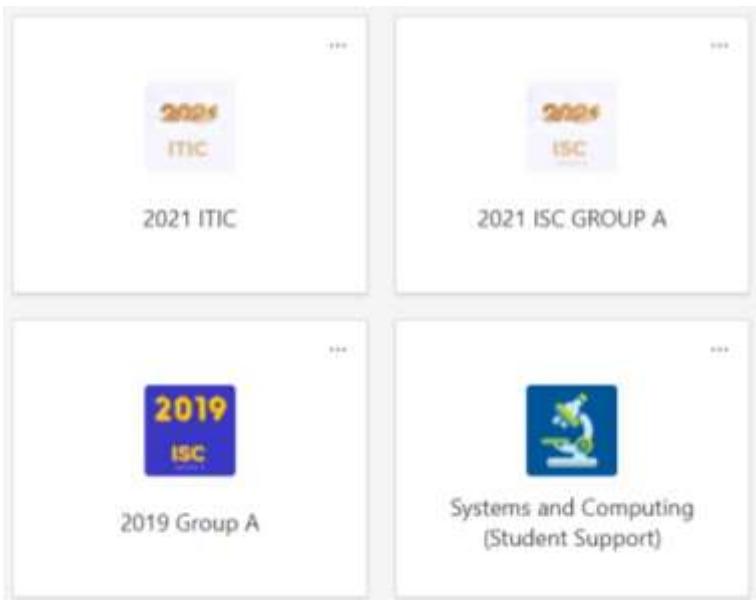 ...
...
2021
2021
ITIC
ISC
2021 ITIC
2021 ISC GROUP A
...
...
2019
ISC
2019 Group A
Systems and Computing
(Student Support)